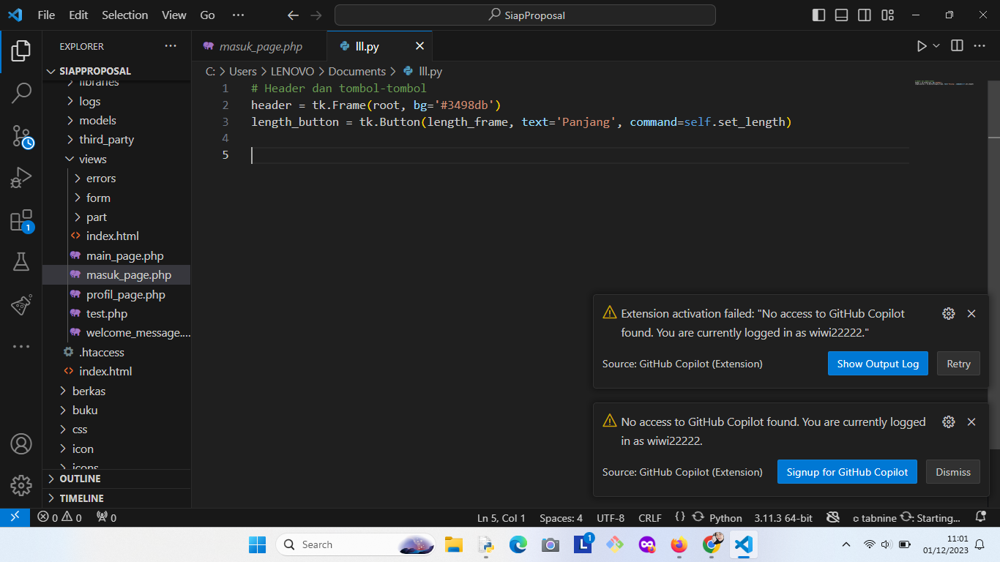 File Edit Selection View Go ···
SiapProposal
EXPLORER ···
masuk_page.php
lll.py
SIAPPROPOSAL
C: > Users > LENOVO > Documents > lll.py
libraries
logs
models
third_party
views
errors
form
part
index.html
main_page.php
masuk_page.php
profil_page.php
test.php
welcome_message....
.htaccess
index.html
berkas
buku
css
icon
icons
OUTLINE
TIMELINE
1 # Header dan tombol-tombol
2 header = tk.Frame(root, bg='#3498db')
3 length_button = tk.Button(length_frame, text='Panjang', command=self.set_length)
4
5
1
Extension activation failed: "No access to GitHub Copilot
found. You are currently logged in as wiwi22222."
Source: GitHub Copilot (Extension)
Show Output Log
Retry
No access to GitHub Copilot found. You are currently logged
in as wiwi22222.
Source: GitHub Copilot (Extension)
Signup for GitHub Copilot
Dismiss
0 0 0
Ln 5, Col 1 Spaces: 4 UTF-8 CRLF {} Python 3.11.3 64-bit tabnine Starting...
Search
L
1
11:01
01/12/2023